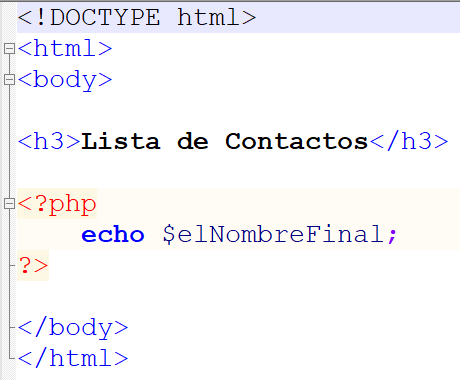 <!DOCTYPE html>
<html>
<body>
<h3>Lista de Contactos</h3>
<?php
echo $elNombreFinal;
?>
</body>
</html>